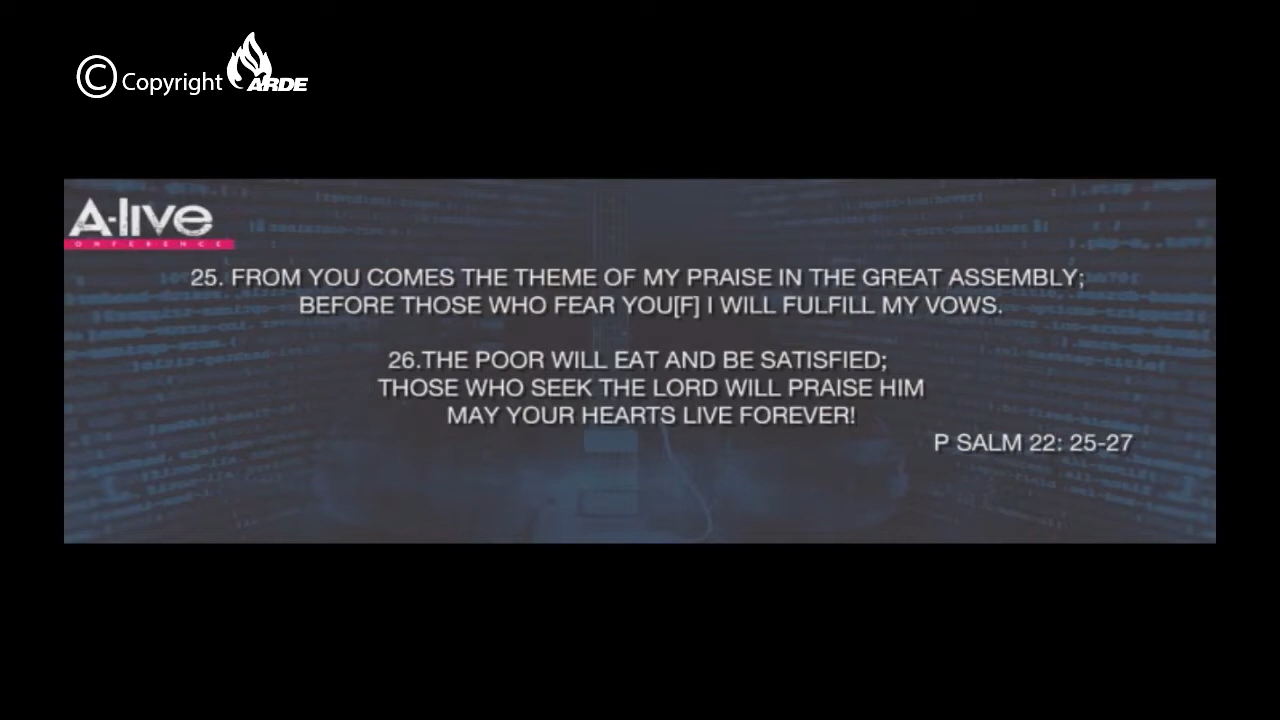 © Copyright ARDE
A-live
ONFERENCE
25. FROM YOU COMES THE THEME OF MY PRAISE IN THE GREAT ASSEMBLY;
BEFORE THOSE WHO FEAR YOU[F] I WILL FULFILL MY VOWS.
26.THE POOR WILL EAT AND BE SATISFIED;
THOSE WHO SEEK THE LORD WILL PRAISE HIM
MAY YOUR HEARTS LIVE FOREVER!
P SALM 22: 25-27